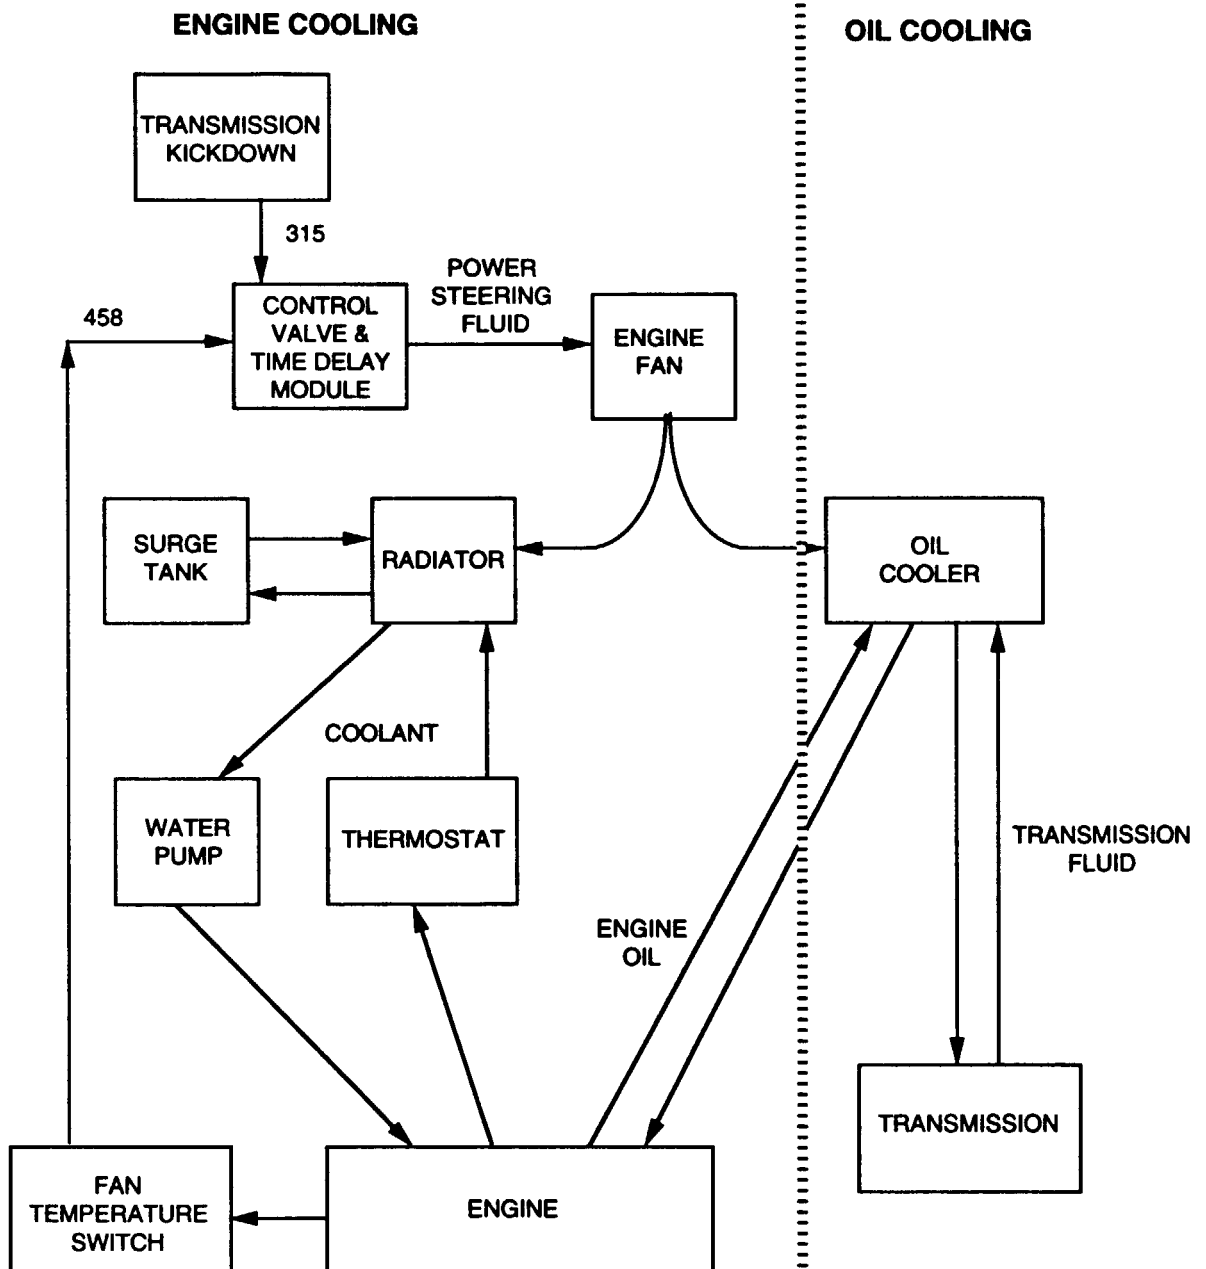 ENGINE COOLING
OIL COOLING
TRANSMISSION
KICKDOWN
315
458
CONTROL
VALVE &
TIME DELAY
MODULE
POWER
STEERING
FLUID
ENGINE
FAN
SURGE
TANK
RADIATOR
OIL
COOLER
COOLANT
WATER
PUMP
THERMOSTAT
TRANSMISSION
FLUID
ENGINE
OIL
TRANSMISSION
FAN
TEMPERATURE
SWITCH
ENGINE